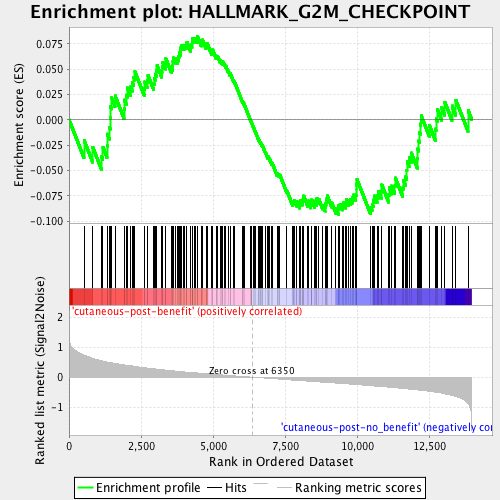 Enrichment plot: HALLMARK_G2M_CHECKPOINT
Enrichment score (ES)
0.075
0.050
0.025
0.000
-0.025
-0.050
-0.075
-0.100
'cutaneous-post-benefit' (positively correlated)
Ranked list metric (Signal2Noise)
2
1
0
-1
Zero cross at 6350
'cutaneous-post-no_benefit' (negatively cor
0
2,500
5,000
7,500
10,000
12,500
Rank in Ordered Dataset
Enrichment profile
Hits
Ranking metric scores